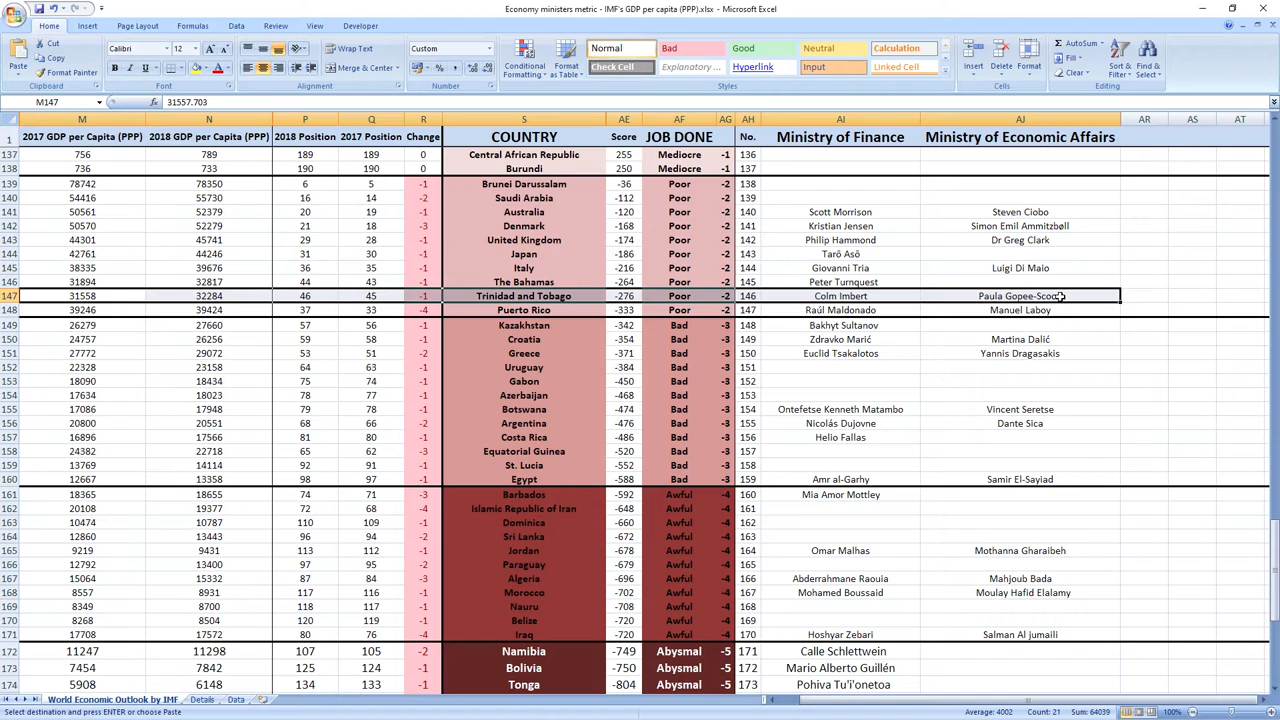 Economy ministers metric - IMF's GDP per capita (PPP).xlsx - Microsoft Excel
Home Insert Page Layout Formulas Data Review View Developer
Cut Calibri 12 Wrap Text Custom Normal Bad Good Neutral Calculation AutoSum
Copy Fill
Paste Format Painter Merge & Center Conditional Formatting Format as Table Check Cell Explanatory ... Hyperlink Input Linked Cell Insert Delete Format Clear Sort & Filter Find & Select
Clipboard Font Alignment Number Styles Cells Editing
M147 31557.703
M N P Q R S AE AF AG AH AI AJ AR AS AT
1 2017 GDP per Capita (PPP) 2018 GDP per Capita (PPP) 2018 Position 2017 Position Change COUNTRY Score JOB DONE No. Ministry of Finance Ministry of Economic Affairs
137 756 789 189 189 0 Central African Republic 255 Mediocre -1 136
138 736 733 190 190 0 Burundi 250 Mediocre -1 137
139 78742 78350 6 5 -1 Brunei Darussalam -36 Poor -2 138
140 54416 55730 16 14 -2 Saudi Arabia -112 Poor -2 139
141 50561 52379 20 19 -1 Australia -120 Poor -2 140 Scott Morrison Steven Ciobo
142 50570 52279 21 18 -3 Denmark -168 Poor -2 141 Kristian Jensen Simon Emil Ammitzbøll
143 44301 45741 29 28 -1 United Kingdom -174 Poor -2 142 Philip Hammond Dr Greg Clark
144 42761 44246 31 30 -1 Japan -186 Poor -2 143 Tarō Asō
145 38335 39676 36 35 -1 Italy -216 Poor -2 144 Giovanni Tria Luigi Di Maio
146 31894 32817 44 43 -1 The Bahamas -264 Poor -2 145 Peter Turnquest
147 31558 32284 46 45 -1 Trinidad and Tobago -276 Poor -2 146 Colm Imbert Paula Gopee-Scoon
148 39246 39424 37 33 -4 Puerto Rico -333 Poor -2 147 Raúl Maldonado Manuel Laboy
149 26279 27660 57 56 -1 Kazakhstan -342 Bad -3 148 Bakhyt Sultanov
150 24757 26256 59 58 -1 Croatia -354 Bad -3 149 Zdravko Marić Martina Dalić
151 27772 29072 53 51 -2 Greece -371 Bad -3 150 Euclid Tsakalotos Yannis Dragasakis
152 22328 23158 64 63 -1 Uruguay -384 Bad -3 151
153 18090 18434 75 74 -1 Gabon -450 Bad -3 152
154 17634 18023 78 77 -1 Azerbaijan -468 Bad -3 153
155 17086 17948 79 78 -1 Botswana -474 Bad -3 154 Ontefetse Kenneth Matambo Vincent Seretse
156 20800 20551 68 66 -2 Argentina -476 Bad -3 155 Nicolás Dujovne Dante Sica
157 16896 17566 81 80 -1 Costa Rica -486 Bad -3 156 Helio Fallas
158 24382 22388 65 62 -3 Equatorial Guinea -520 Bad -3 157
159 13769 14114 92 91 -1 St. Lucia -552 Bad -3 158
160 12667 13358 98 97 -1 Egypt -588 Bad -3 159 Amr al-Garhy Samir El-Sayiad
161 18365 18655 74 71 -3 Barbados -592 Awful -4 160 Mia Amor Mottley
162 20108 19377 72 68 -4 Islamic Republic of Iran -648 Awful -4 161
163 10474 10787 110 109 -1 Dominica -660 Awful -4 162
164 12860 13443 96 94 -2 Sri Lanka -672 Awful -4 163
165 9219 9431 113 112 -1 Jordan -678 Awful -4 164 Omar Malhas Mothanna Gharaibeh
166 12792 13400 97 95 -2 Paraguay -679 Awful -4 165
167 15064 15332 87 84 -3 Algeria -696 Awful -4 166 Abderrahmane Raouia Mahjoub Bada
168 8557 8931 117 116 -1 Morocco -702 Awful -4 167 Mohamed Boussaid Moulay Hafid Elalamy
169 8349 8700 118 117 -1 Nauru -708 Awful -4 168
170 8268 8504 120 119 -1 Belize -720 Awful -4 169
171 17708 17572 80 76 -4 Iraq -720 Awful -4 170 Hoshyar Zebari Salman Al jumaili
172 11247 11298 107 105 -2 Namibia -749 Abysmal -5 171 Calle Schlettwein
173 7454 7842 125 124 -1 Bolivia -750 Abysmal -5 172 Mario Alberto Guillén
174 5908 6148 134 133 -1 Tonga -804 Abysmal -5 173 Pohiva Tu'i'onetoa
World Economic Outlook by IMF Details Data
Select destination and press ENTER or choose Paste Average: 4002 Count: 21 Sum: 64039 100%